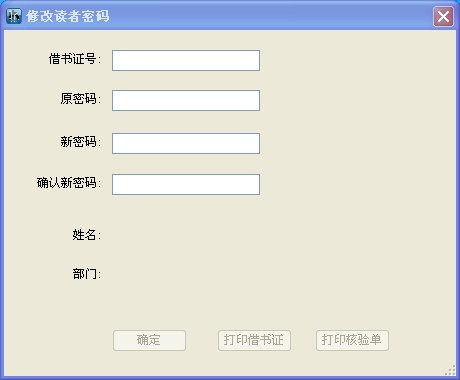 修改读者密码
借书证号:
原密码:
新密码:
确认新密码:
姓名:
部门:
确定 打印借书证 打印核验单